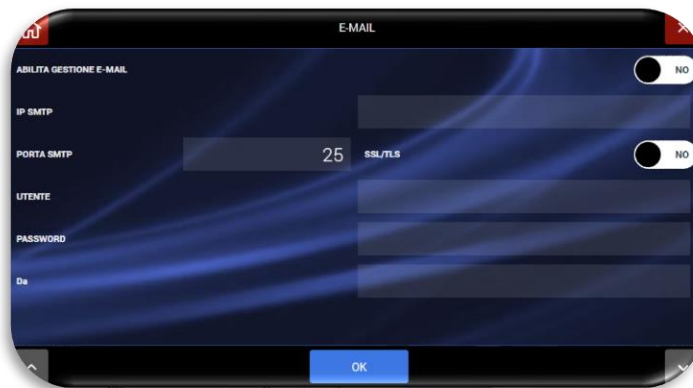 E-MAIL
ABILITA GESTIONE E-MAIL NO
IP SMTP
PORTA SMTP 25 SSL/TLS NO
UTENTE
PASSWORD
Da
OK